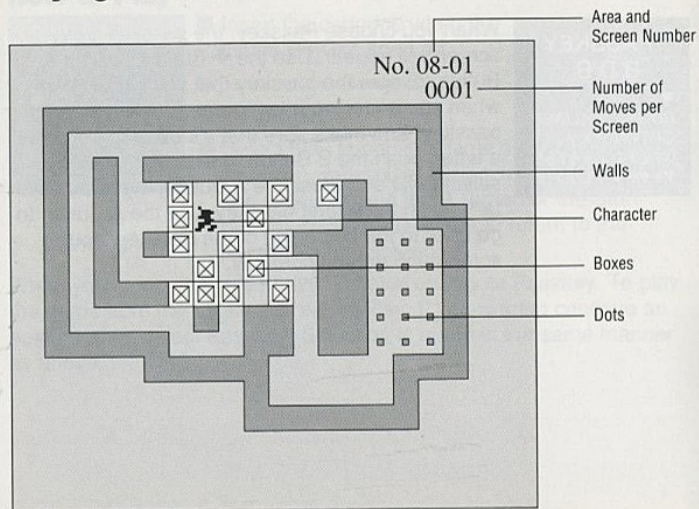 Area and
Screen Number
No. 08-01
0001
Number of
Moves per
Screen
Walls
Character
Boxes
Dots